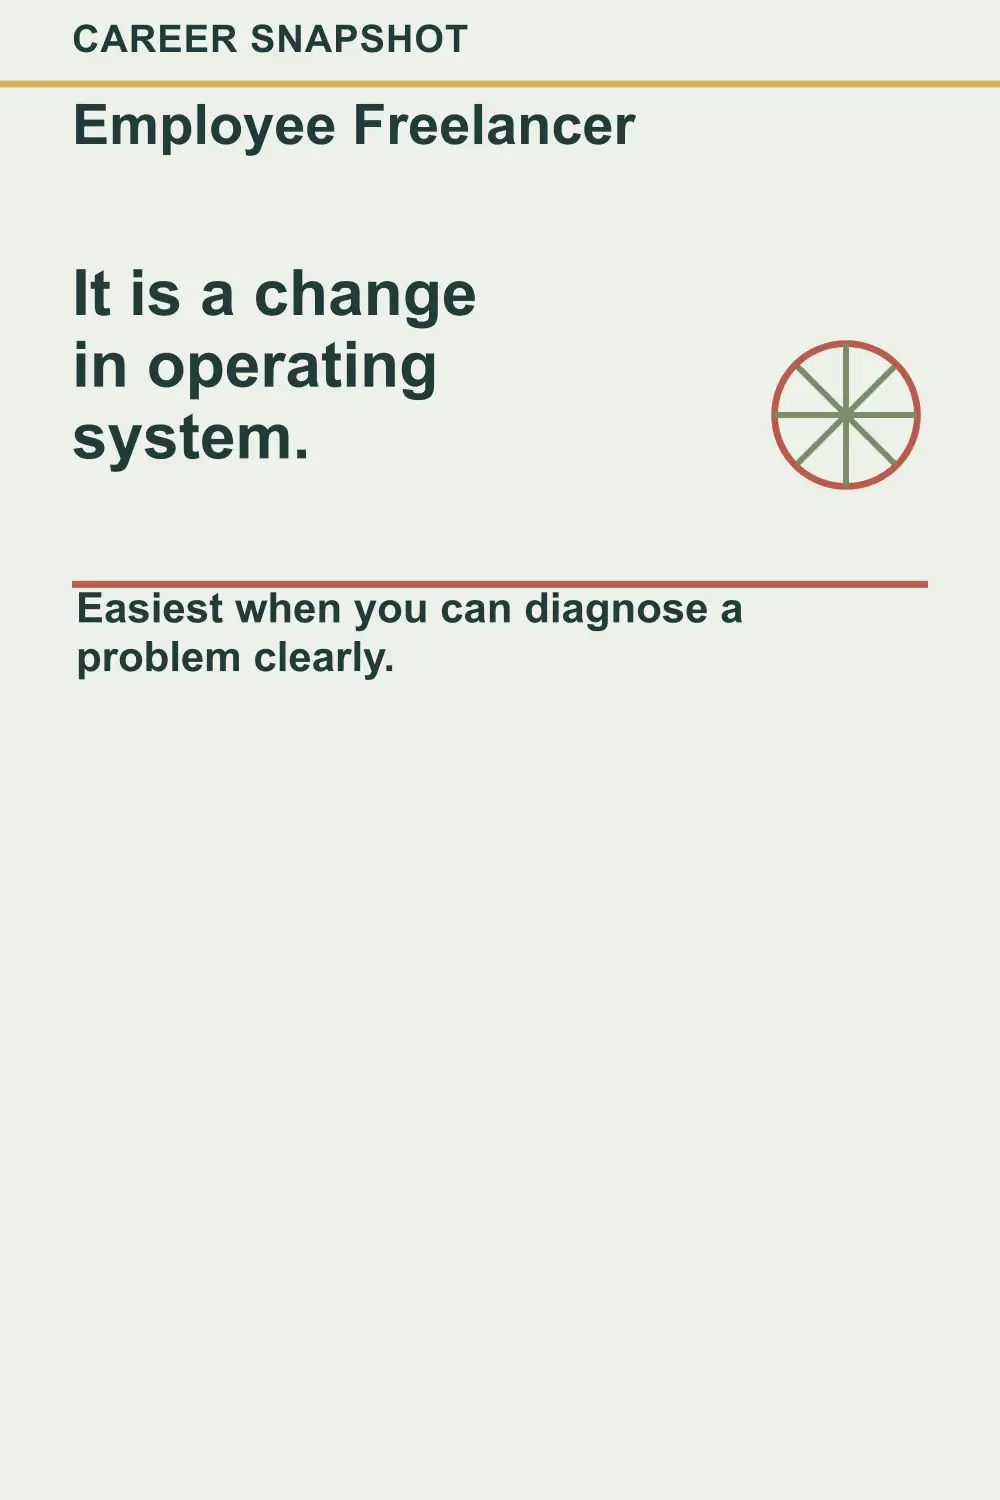 CAREER SNAPSHOT
Employee Freelancer
It is a change
in operating
system.
Easiest when you can diagnose a
problem clearly.